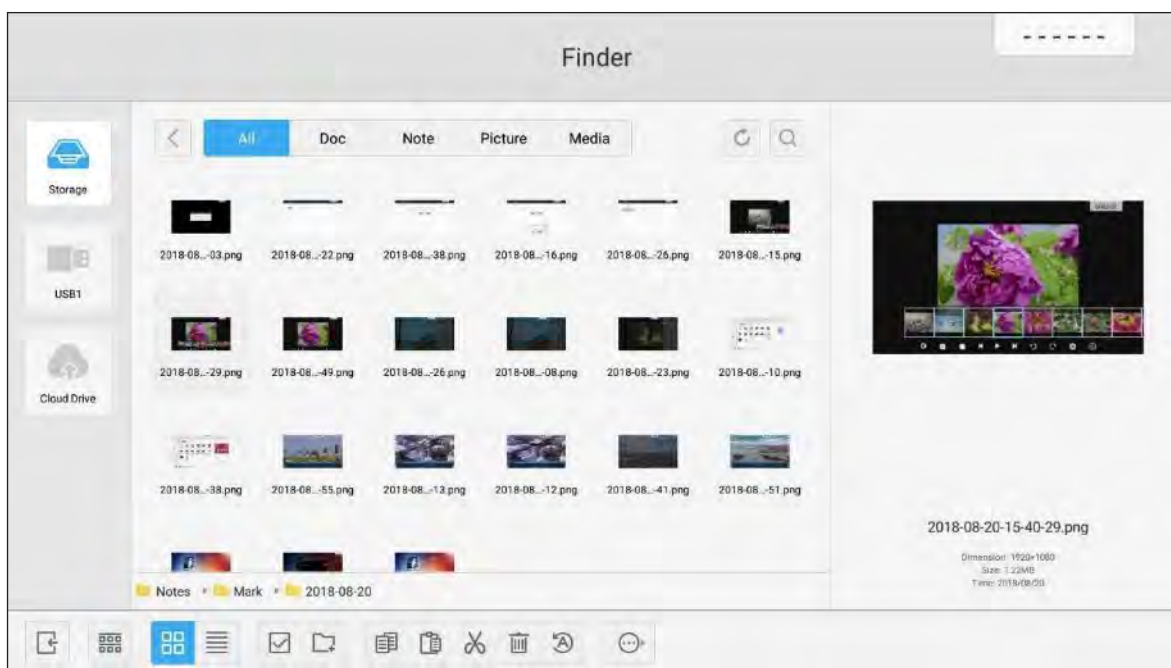 ------
Finder
All Doc Note Picture Media
Storage
USB1
Cloud Drive
2018-08...-03.png 2018-08...-22.png 2018-08...-38.png 2018-08...-16.png 2018-08...-26.png 2018-08...-15.png
2018-08...-29.png 2018-08...-49.png 2018-08...-26.png 2018-08...-08.png 2018-08...-23.png 2018-08...-10.png
2018-08...-38.png 2018-08...-55.png 2018-08...-13.png 2018-08...-12.png 2018-08...-41.png 2018-08...-51.png
Notes Mark 2018-08-20
2018-08-20-15-40-29.png
Dimension: 1920*1080
Size: 1.22MB
Time: 2018/08/20